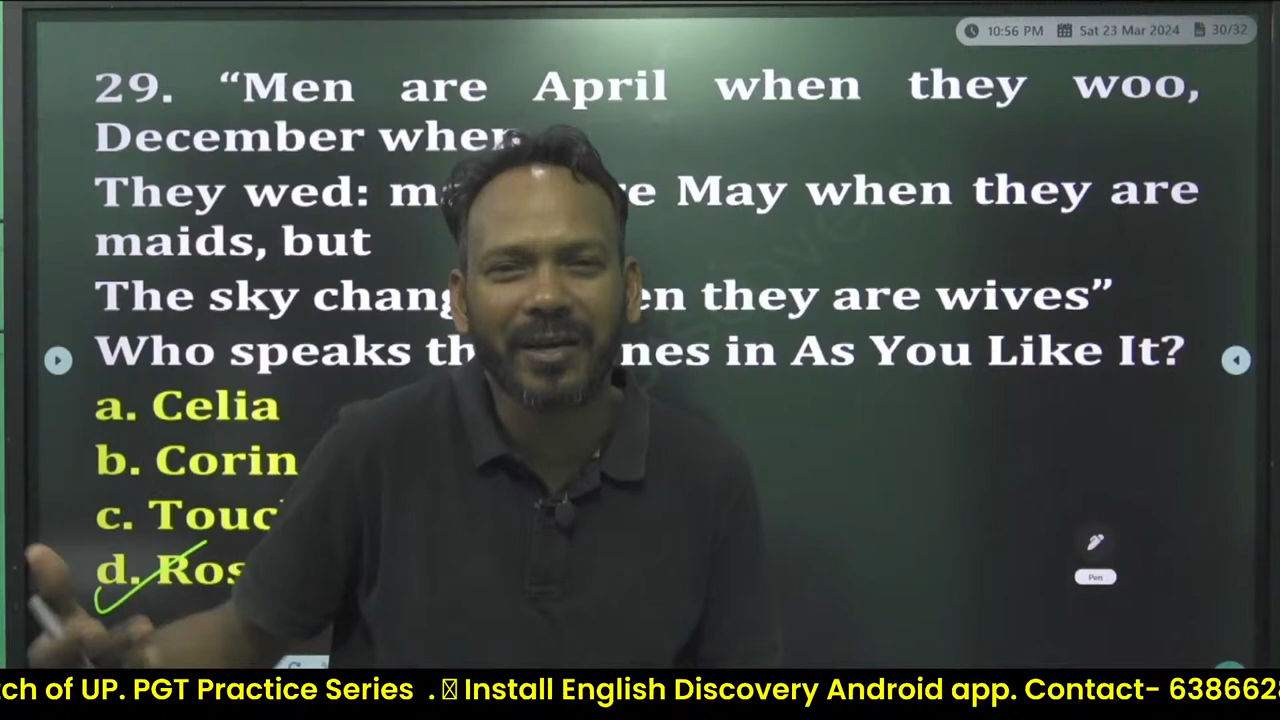 10:56 PM Sat 23 Mar 2024 30/32
29. “Men are April when they woo,
December when
They wed: re May when they are
maids, but
The sky en they are wives”
Who speaks nes in As You Like It?
a. Celia
b. Corin
c. Touc
d. Ros
Pen
tch of UP. PGT Practice Series . Install English Discovery Android app. Contact- 638662